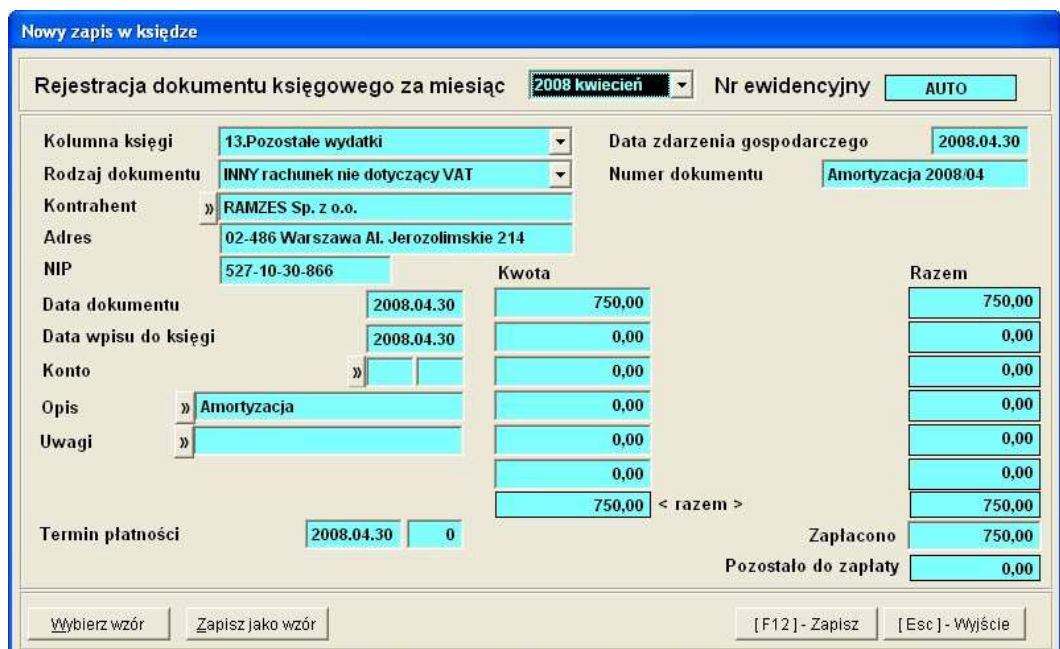 Nowy zapis w księdze
Rejestracja dokumentu księgowego za miesiąc 2008 kwiecień Nr ewidencyjny AUTO
Kolumna księgi 13.Pozostałe wydatki Data zdarzenia gospodarczego 2008.04.30
Rodzaj dokumentu INNY rachunek nie dotyczący VAT Numer dokumentu Amortyzacja 2008/04
Kontrahent » RAMZES Sp. z o.o.
Adres 02-486 Warszawa Al. Jerozolimskie 214
NIP 527-10-30-866 Kwota Razem
Data dokumentu 2008.04.30 750,00 750,00
Data wpisu do księgi 2008.04.30 0,00 0,00
Konto » 0,00 0,00
Opis » Amortyzacja 0,00 0,00
Uwagi » 0,00 0,00
0,00 0,00
750,00 < razem > 750,00
Termin płatności 2008.04.30 0 Zapłacono 750,00
Pozostało do zapłaty 0,00
Wybierz wzór Zapisz jako wzór [ F12 ] - Zapisz [ Esc ] - Wyjście